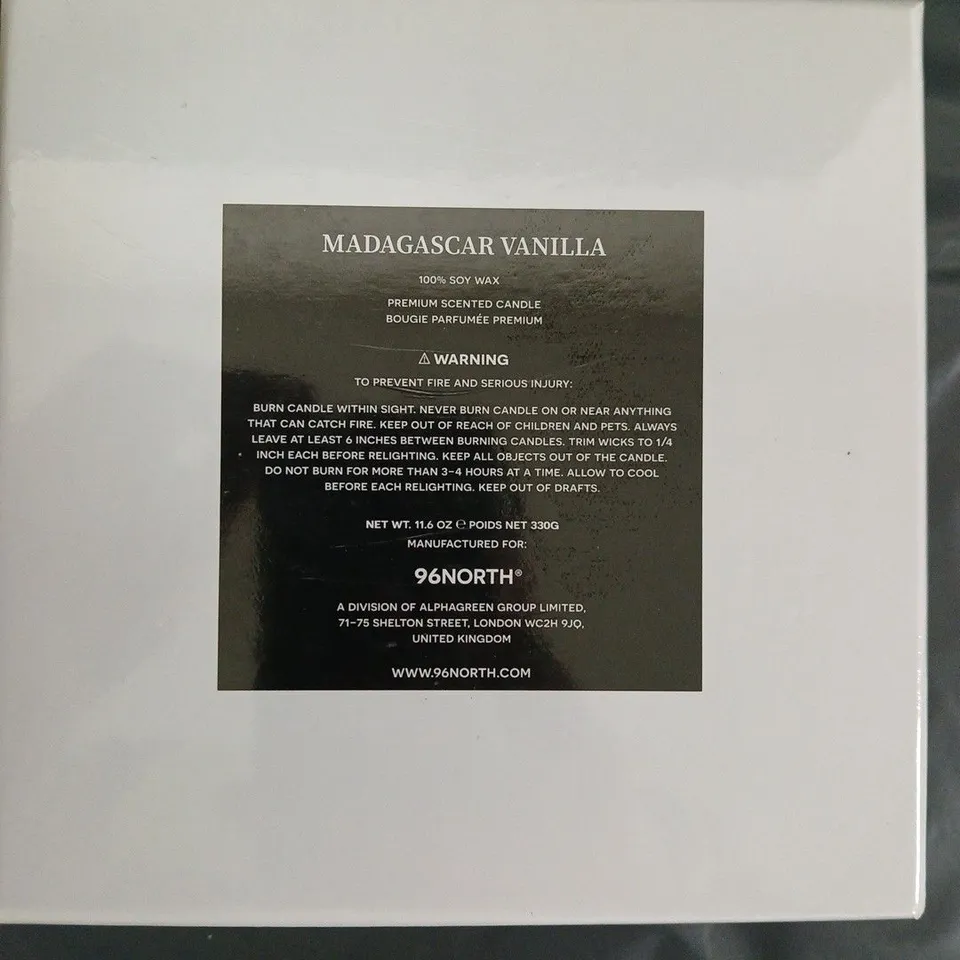 MADAGASCAR VANILLA
100% SOY WAX
PREMIUM SCENTED CANDLE
BOUGIE PARFUMÉE PREMIUM
⚠ WARNING
TO PREVENT FIRE AND SERIOUS INJURY:
BURN CANDLE WITHIN SIGHT. NEVER BURN CANDLE ON OR NEAR ANYTHING
THAT CAN CATCH FIRE. KEEP OUT OF REACH OF CHILDREN AND PETS. ALWAYS
LEAVE AT LEAST 6 INCHES BETWEEN BURNING CANDLES. TRIM WICKS TO 1/4
INCH EACH BEFORE RELIGHTING. KEEP ALL OBJECTS OUT OF THE CANDLE.
DO NOT BURN FOR MORE THAN 3–4 HOURS AT A TIME. ALLOW TO COOL
BEFORE EACH RELIGHTING. KEEP OUT OF DRAFTS.
NET WT. 11.6 OZ ℮ POIDS NET 330G
MANUFACTURED FOR:
96NORTH®
A DIVISION OF ALPHAGREEN GROUP LIMITED,
71–75 SHELTON STREET, LONDON WC2H 9JQ,
UNITED KINGDOM
WWW.96NORTH.COM